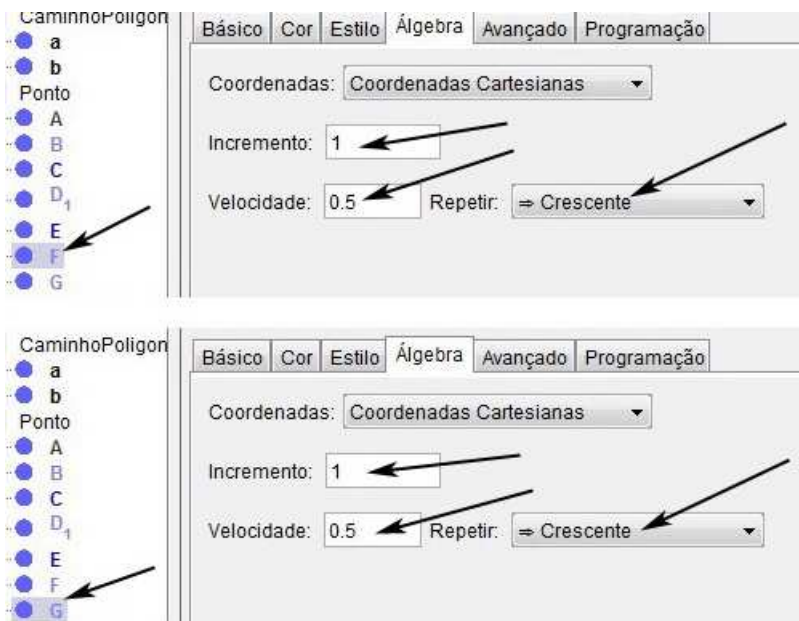 CaminhoPoligon
a
b
Ponto
A
B
C
D1
E
F
G
Básico Cor Estilo Álgebra Avançado Programação
Coordenadas: Coordenadas Cartesianas
Incremento: 1
Velocidade: 0.5 Repetir: ⇒ Crescente
CaminhoPoligon
a
b
Ponto
A
B
C
D1
E
F
G
Básico Cor Estilo Álgebra Avançado Programação
Coordenadas: Coordenadas Cartesianas
Incremento: 1
Velocidade: 0.5 Repetir: ⇒ Crescente